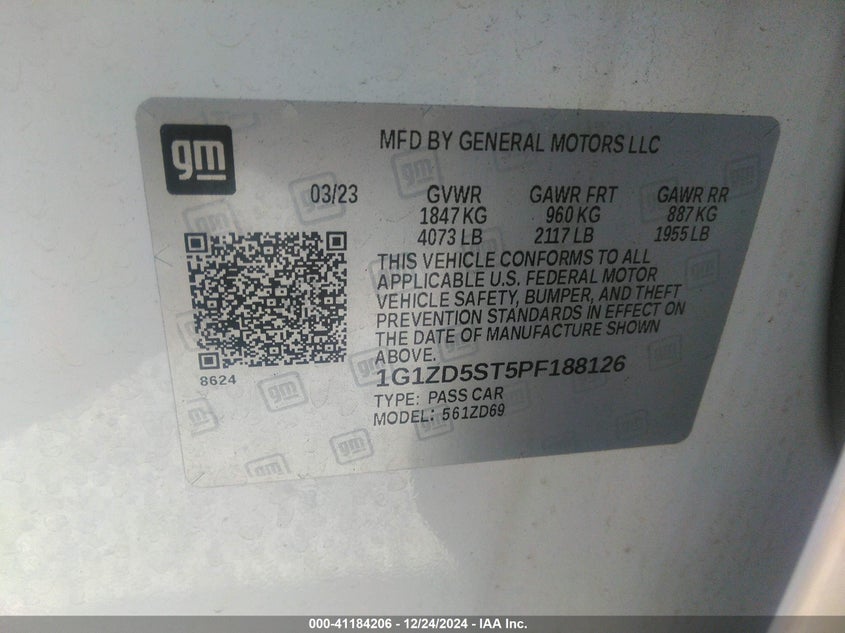 gm
MFD BY GENERAL MOTORS LLC
03/23 GVWR GAWR FRT GAWR RR
1847 KG 960 KG 887 KG
4073 LB 2117 LB 1955 LB
THIS VEHICLE CONFORMS TO ALL
APPLICABLE U.S. FEDERAL MOTOR
VEHICLE SAFETY, BUMPER, AND THEFT
PREVENTION STANDARDS IN EFFECT ON
THE DATE OF MANUFACTURE SHOWN
ABOVE.
8624
1G1ZD5ST5PF188126
TYPE: PASS CAR
MODEL: 561ZD69
000-41184206 - 12/24/2024 - IAA Inc.